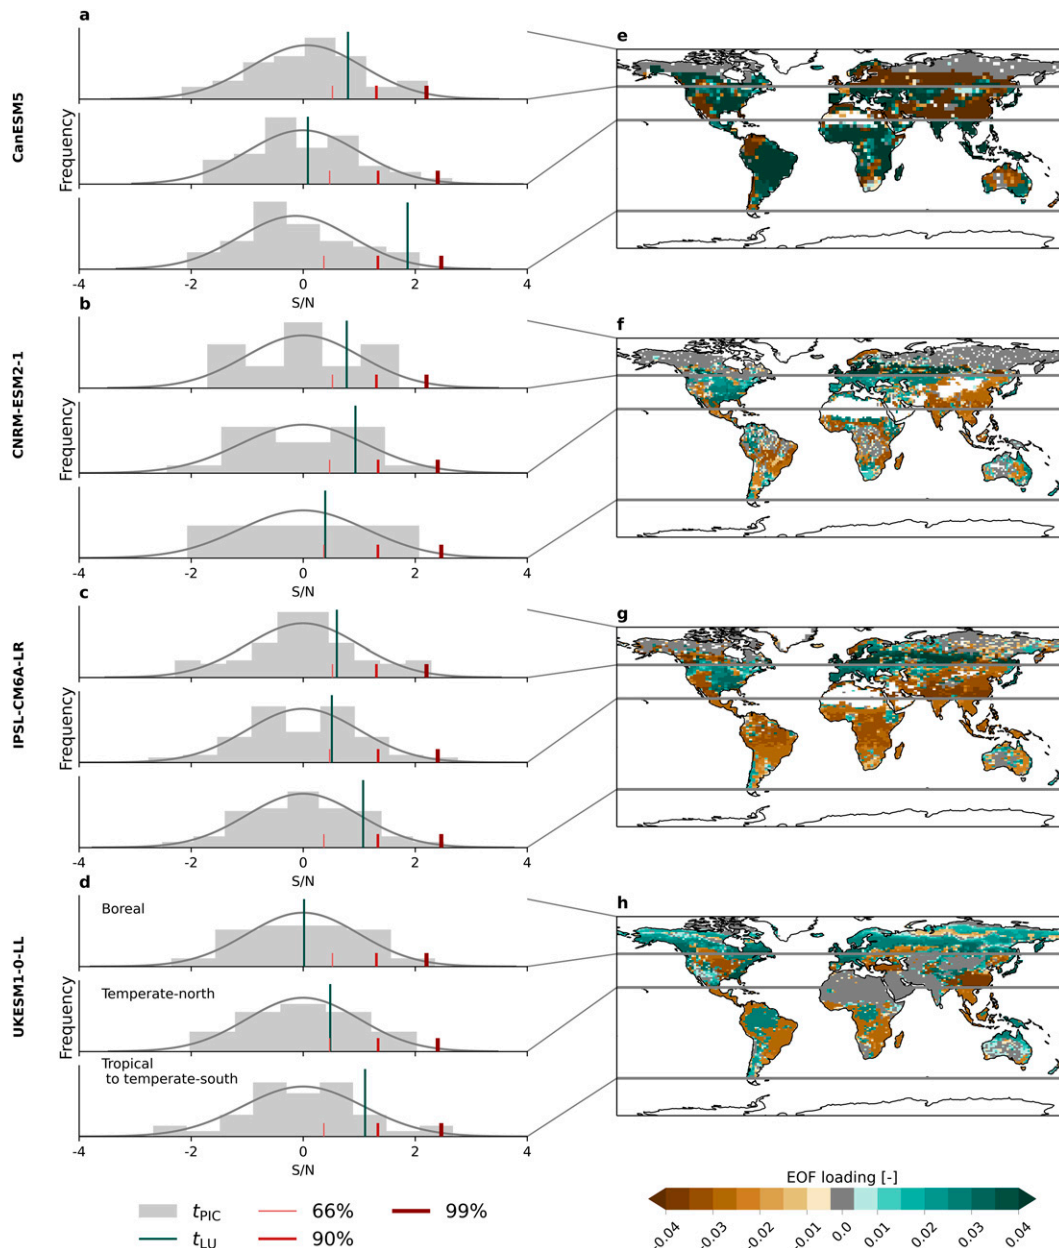 a
e
CanESM5
Frequency
-4
-2
0
2
4
S/N
b
f
CNRM-ESM2-1
Frequency
-4
-2
0
2
4
S/N
c
g
IPSL-CM6A-LR
Frequency
-4
-2
0
2
4
S/N
d
h
UKESM1-0-LL
Boreal
Frequency
Temperate-north
Tropical
to temperate-south
-4
-2
0
2
4
S/N
tPIC
66%
99%
tLU
90%
EOF loading [-]
-0.04
-0.03
-0.02
-0.01
0.0
0.01
0.02
0.03
0.04